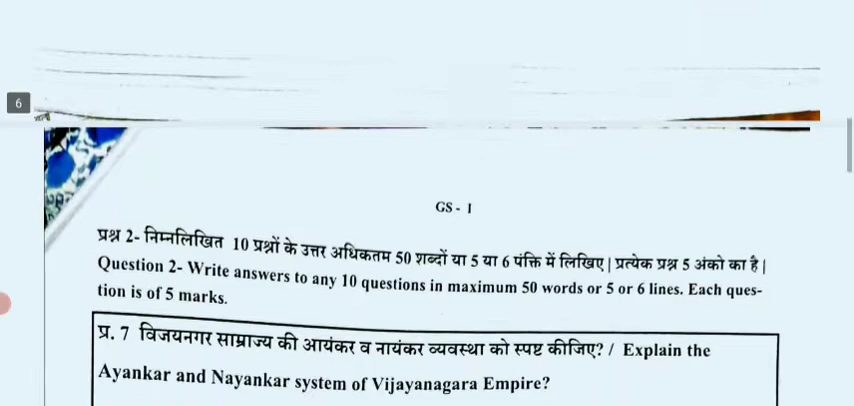 6
GS - I
प्रश्न 2- निम्नलिखित 10 प्रश्नों के उत्तर अधिकतम 50 शब्दों या 5 या 6 पंक्ति में लिखिए | प्रत्येक प्रश्न 5 अंको का है |
Question 2- Write answers to any 10 questions in maximum 50 words or 5 or 6 lines. Each ques-
tion is of 5 marks.
प्र. 7 विजयनगर साम्राज्य की आयंकर व नायंकर व्यवस्था को स्पष्ट कीजिए? / Explain the
Ayankar and Nayankar system of Vijayanagara Empire?